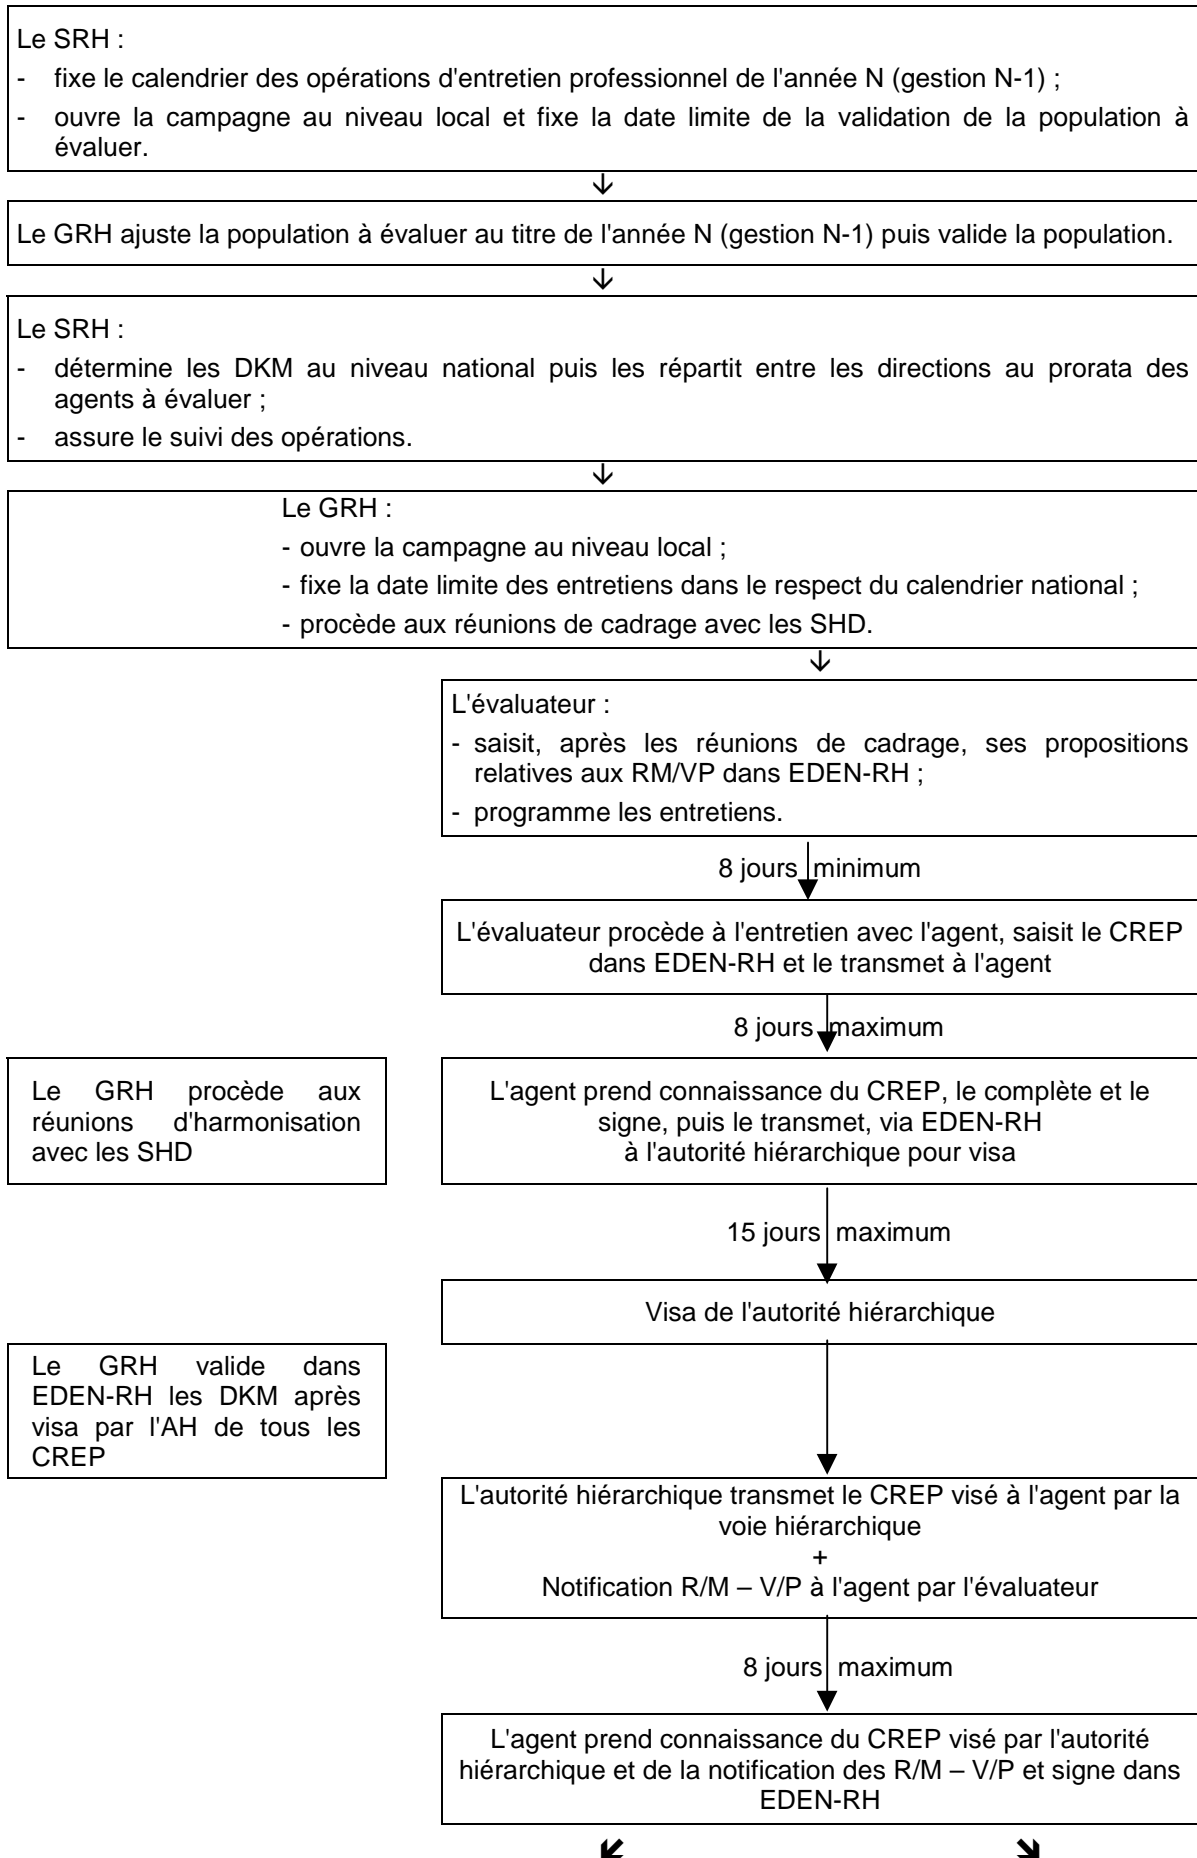 Le SRH :
- fixe le calendrier des opérations d'entretien professionnel de l'année N (gestion N-1) ;
- ouvre la campagne au niveau local et fixe la date limite de la validation de la population à
évaluer.
Le GRH ajuste la population à évaluer au titre de l'année N (gestion N-1) puis valide la population.
Le SRH :
- détermine les DKM au niveau national puis les répartit entre les directions au prorata des
agents à évaluer ;
- assure le suivi des opérations.
Le GRH :
- ouvre la campagne au niveau local ;
- fixe la date limite des entretiens dans le respect du calendrier national ;
- procède aux réunions de cadrage avec les SHD.
L'évaluateur :
- saisit, après les réunions de cadrage, ses propositions
relatives aux RM/VP dans EDEN-RH ;
- programme les entretiens.
8 jours minimum
L'évaluateur procède à l'entretien avec l'agent, saisit le CREP
dans EDEN-RH et le transmet à l'agent
8 jours maximum
Le GRH procède aux
réunions d'harmonisation
avec les SHD
L'agent prend connaissance du CREP, le complète et le
signe, puis le transmet, via EDEN-RH
à l'autorité hiérarchique pour visa
15 jours maximum
Visa de l'autorité hiérarchique
Le GRH valide dans
EDEN-RH les DKM après
visa par l'AH de tous les
CREP
L'autorité hiérarchique transmet le CREP visé à l'agent par la
voie hiérarchique
+
Notification R/M – V/P à l'agent par l'évaluateur
8 jours maximum
L'agent prend connaissance du CREP visé par l'autorité
hiérarchique et de la notification des R/M – V/P et signe dans
EDEN-RH